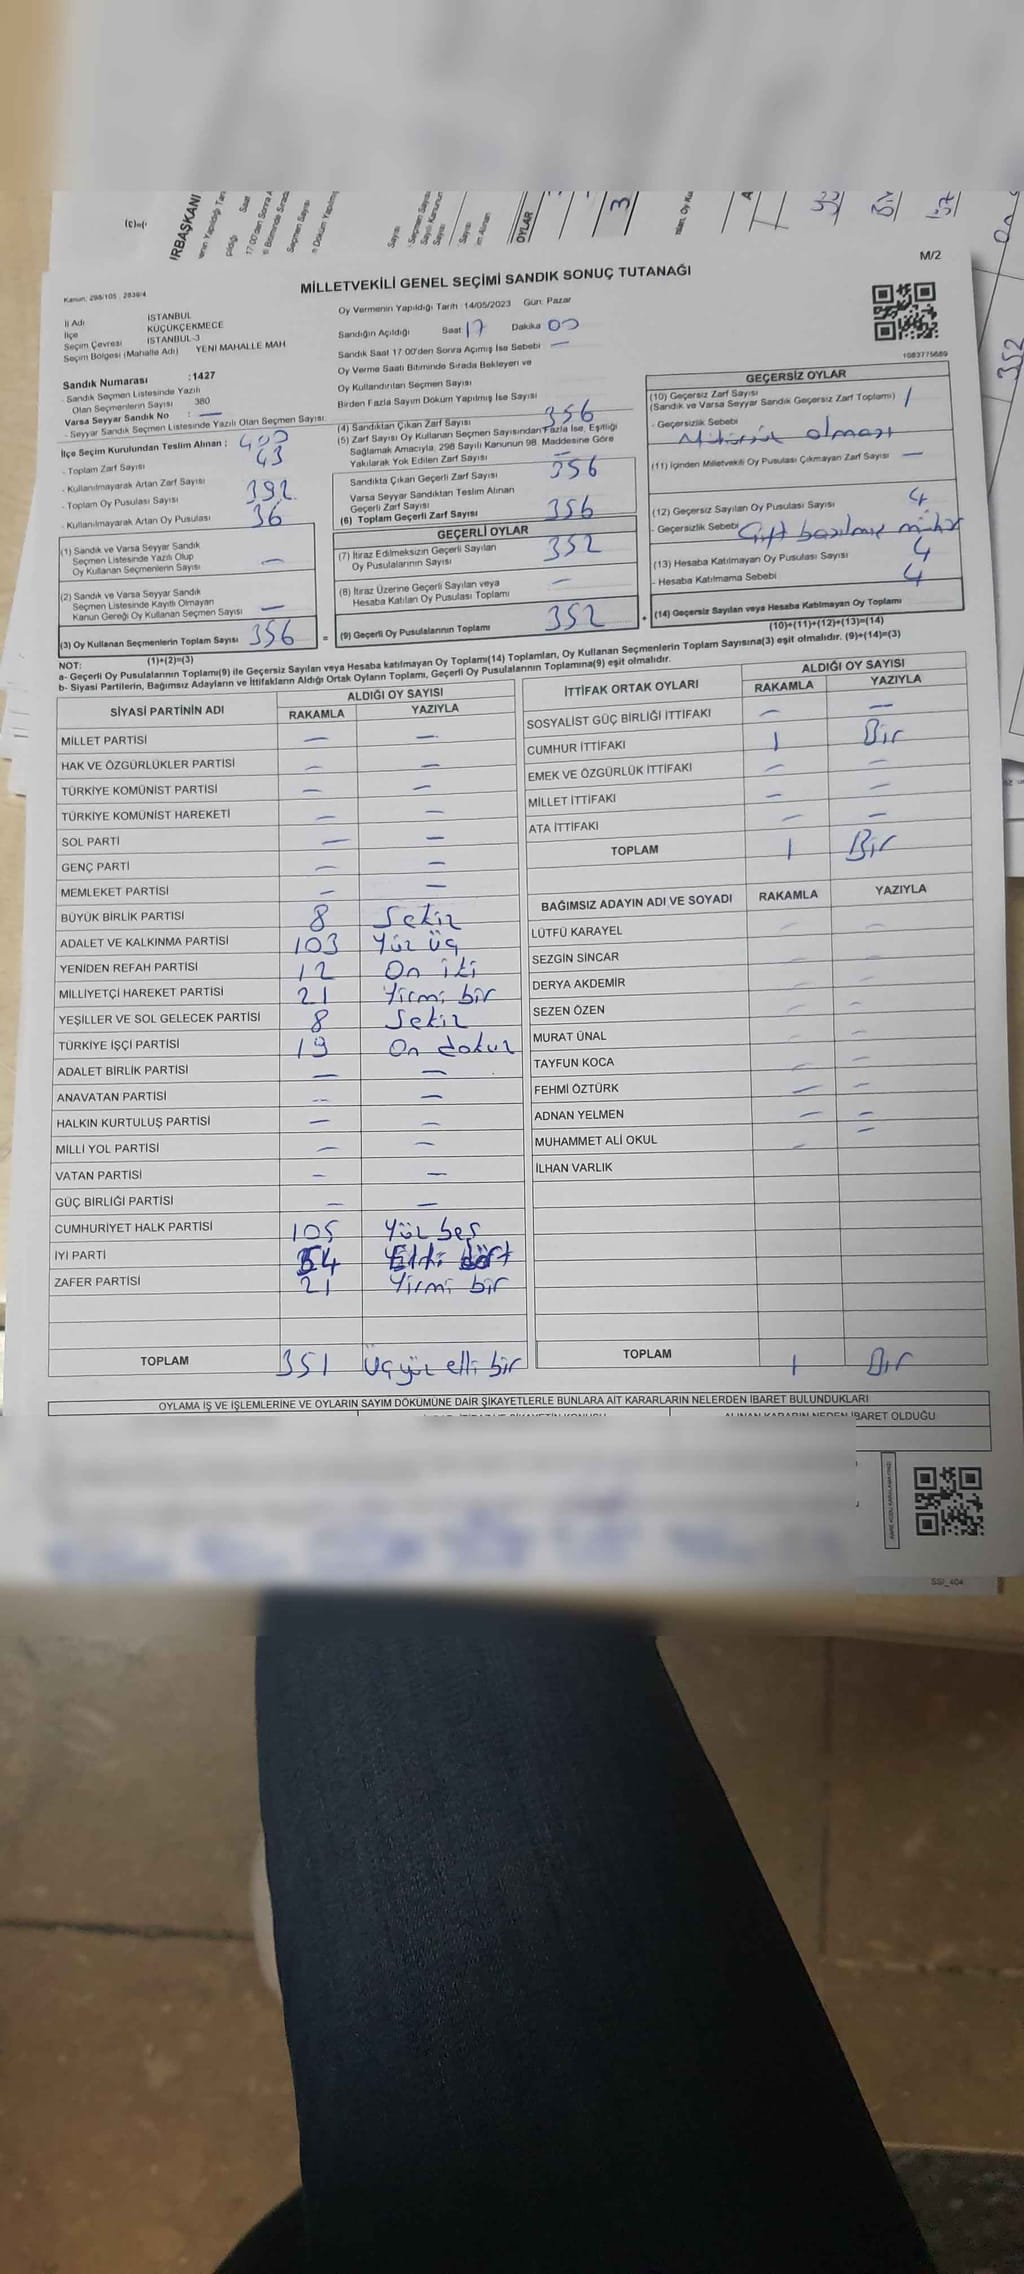 IRBAŞKANI
OYLAR
3
352
M/2
MİLLETVEKİLİ GENEL SEÇİMİ SANDIK SONUÇ TUTANAĞI
Kanun: 298/105 : 2839/4
İl Adı İSTANBUL
İlçe KÜÇÜKÇEKMECE
Seçim Çevresi İSTANBUL-3
Seçim Bölgesi (Mahalle Adı) YENİ MAHALLE MAH
Sandık Numarası :1427
- Sandık Seçmen Listesinde Yazılı
Olan Seçmenlerin Sayısı 380
Varsa Seyyar Sandık No : —
- Seyyar Sandık Seçmen Listesinde Yazılı Olan Seçmen Sayısı:
İlçe Seçim Kurulundan Teslim Alınan :
- Toplam Zarf Sayısı
- Kullanılmayarak Artan Zarf Sayısı 43
- Toplam Oy Pusulası Sayısı 392
- Kullanılmayarak Artan Oy Pusulası 36
(1) Sandık ve Varsa Seyyar Sandık
Seçmen Listesinde Yazılı Olup
Oy Kullanan Seçmenlerin Sayısı —
(2) Sandık ve Varsa Seyyar Sandık
Seçmen Listesinde Kayıtlı Olmayan
Kanun Gereği Oy Kullanan Seçmen Sayısı —
(3) Oy Kullanan Seçmenlerin Toplam Sayısı 356 =
(1)+(2)=(3)
Oy Vermenin Yapıldığı Tarih :14/05/2023 Gün: Pazar
Sandığın Açıldığı Saat 17 Dakika 00
Sandık Saat 17:00'den Sonra Açımış İse Sebebi —
Oy Verme Saati Bitiminde Sırada Bekleyen ve
Oy Kullandırılan Seçmen Sayısı
Birden Fazla Sayım Döküm Yapılmış İse Sayısı
(4) Sandıktan Çıkan Zarf Sayısı 356
(5) Zarf Sayısı Oy Kullanan Seçmen Sayısından Fazla İse, Eşitliği
Sağlamak Amacıyla, 298 Sayılı Kanunun 98. Maddesine Göre
Yakılarak Yok Edilen Zarf Sayısı —
Sandıkta Çıkan Geçerli Zarf Sayısı 356
Varsa Seyyar Sandıktan Teslim Alınan
Geçerli Zarf Sayısı
(6) Toplam Geçerli Zarf Sayısı 356
GEÇERLİ OYLAR
(7) İtiraz Edilmeksizin Geçerli Sayılan
Oy Pusulalarının Sayısı 352
(8) İtiraz Üzerine Geçerli Sayılan veya
Hesaba Katılan Oy Pusulası Toplamı —
(9) Geçerli Oy Pusulalarının Toplamı 352 +
1083775689
GEÇERSİZ OYLAR
(10) Geçersiz Zarf Sayısı
(Sandık ve Varsa Seyyar Sandık Geçersiz Zarf Toplamı) 1
- Geçersizlik Sebebi olması
(11) İçinden Milletvekili Oy Pusulası Çıkmayan Zarf Sayısı —
(12) Geçersiz Sayılan Oy Pusulası Sayısı 4
- Geçersizlik Sebebi Çift basılmış mühür
(13) Hesaba Katılmayan Oy Pusulası Sayısı 4
- Hesaba Katılmama Sebebi 4
(14) Geçersiz Sayılan veya Hesaba Katılmayan Oy Toplamı
(10)+(11)+(12)+(13)=(14)
NOT:
a- Geçerli Oy Pusulalarının Toplamı(9) ile Geçersiz Sayılan veya Hesaba katılmayan Oy Toplamı(14) Toplamları, Oy Kullanan Seçmenlerin Toplam Sayısına(3) eşit olmalıdır. (9)+(14)=(3)
b- Siyasi Partilerin, Bağımsız Adayların ve İttifakların Aldığı Ortak Oyların Toplamı, Geçerli Oy Pusulalarının Toplamına(9) eşit olmalıdır.
SİYASİ PARTİNİN ADI ALDIĞI OY SAYISI
RAKAMLA YAZIYLA
MİLLET PARTİSİ — —
HAK VE ÖZGÜRLÜKLER PARTİSİ — —
TÜRKİYE KOMÜNİST PARTİSİ — —
TÜRKİYE KOMÜNİST HAREKETİ — —
SOL PARTİ — —
GENÇ PARTİ — —
MEMLEKET PARTİSİ — —
BÜYÜK BİRLİK PARTİSİ 8 Sekiz
ADALET VE KALKINMA PARTİSİ 103 Yüz üç
YENİDEN REFAH PARTİSİ 12 On iki
MİLLİYETÇİ HAREKET PARTİSİ 21 Yirmi bir
YEŞİLLER VE SOL GELECEK PARTİSİ 8 Sekiz
TÜRKİYE İŞÇİ PARTİSİ 19 On dokuz
ADALET BİRLİK PARTİSİ — —
ANAVATAN PARTİSİ — —
HALKIN KURTULUŞ PARTİSİ — —
MİLLİ YOL PARTİSİ — —
VATAN PARTİSİ — —
GÜÇ BİRLİĞİ PARTİSİ — —
CUMHURİYET HALK PARTİSİ 105 Yüz beş
İYİ PARTİ 54 Elli dört
ZAFER PARTİSİ 21 Yirmi bir
TOPLAM 351 Üçyüz elli bir
İTTİFAK ORTAK OYLARI ALDIĞI OY SAYISI
RAKAMLA YAZIYLA
SOSYALİST GÜÇ BİRLİĞİ İTTİFAKI — —
CUMHUR İTTİFAKI 1 Bir
EMEK VE ÖZGÜRLÜK İTTİFAKI — —
MİLLET İTTİFAKI — —
ATA İTTİFAKI — —
TOPLAM 1 Bir
BAĞIMSIZ ADAYIN ADI VE SOYADI RAKAMLA YAZIYLA
LÜTFÜ KARAYEL — —
SEZGİN SİNCAR — —
DERYA AKDEMİR — —
SEZEN ÖZEN — —
MURAT ÜNAL — —
TAYFUN KOCA — —
FEHMİ ÖZTÜRK — —
ADNAN YELMEN — —
MUHAMMET ALİ OKUL — —
İLHAN VARLIK
TOPLAM 1 Bir
OYLAMA İŞ VE İŞLEMLERİNE VE OYLARIN SAYIM DÖKÜMÜNE DAİR ŞİKAYETLERLE BUNLARA AİT KARARLARIN NELERDEN İBARET BULUNDUKLARI
ALINAN KARARIN NEDEN İBARET OLDUĞU
SSI_404